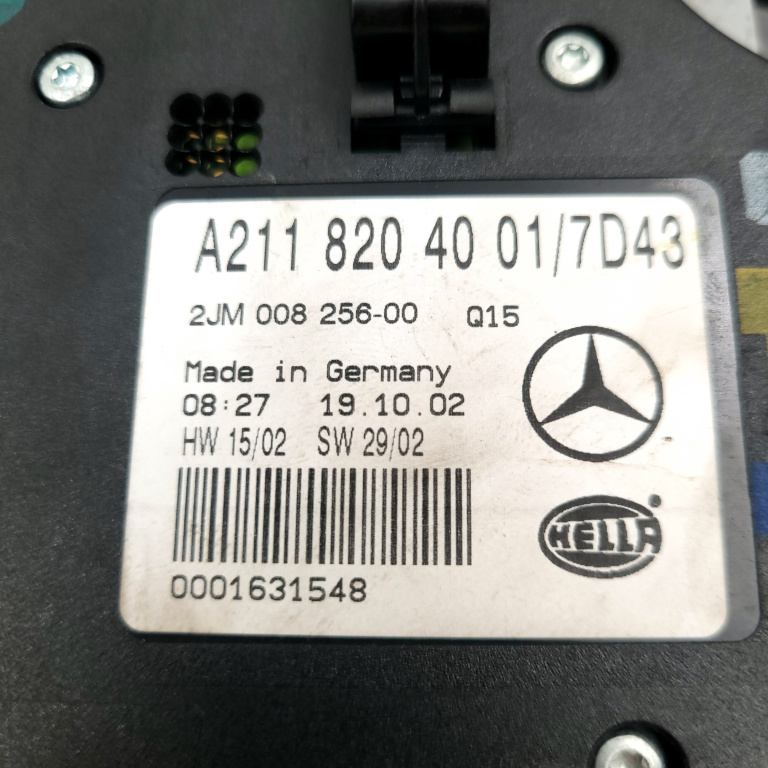 A211 820 40 01/7D43
2JM 008 256-00 Q15
Made in Germany
08:27 19.10.02
HW 15/02 SW 29/02
HELLA ®
0001631548